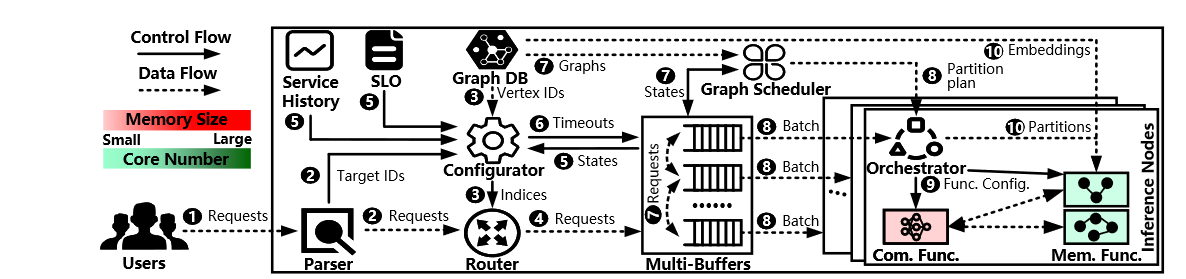 Control Flow
Data Flow
Memory Size
Small Large
Core Number
Service
History
SLO
Graph DB
3 Vertex IDs
7 Graphs
7
States
Graph Scheduler
10 Embeddings
8 Partition
plan
5
5
6 Timeouts
5 States
Configurator
2 Target IDs
3 Indices
1 Requests
2 Requests
4 Requests
7 Requests
8 Batch
8 Batch
8 Batch
......
...
10 Partitions
Orchestrator
9 Func. Config.
Inference Nodes
Users
Parser
Router
Multi-Buffers
Com. Func.
Mem. Func.